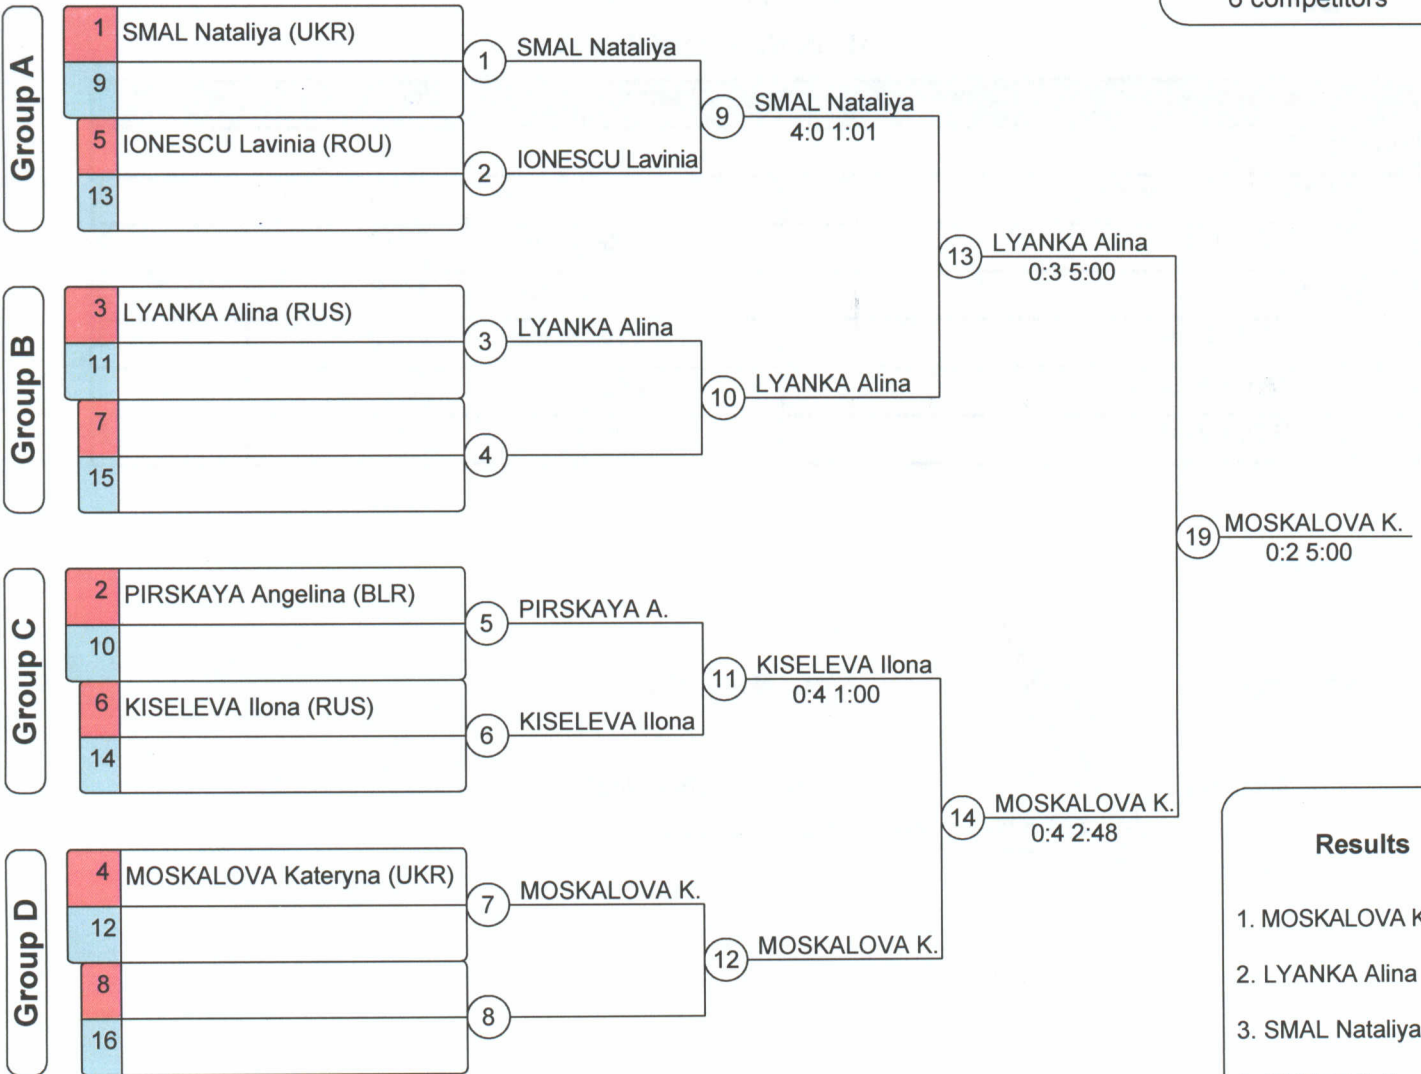 6 competitors
Group A
1 SMAL Nataliya (UKR)
9
5 IONESCU Lavinia (ROU)
13
1 SMAL Nataliya
2 IONESCU Lavinia
9 SMAL Nataliya
4:0 1:01
Group B
3 LYANKA Alina (RUS)
11
7
15
3 LYANKA Alina
4
10 LYANKA Alina
13 LYANKA Alina
0:3 5:00
Group C
2 PIRSKAYA Angelina (BLR)
10
6 KISELEVA Ilona (RUS)
14
5 PIRSKAYA A.
6 KISELEVA Ilona
11 KISELEVA Ilona
0:4 1:00
Group D
4 MOSKALOVA Kateryna (UKR)
12
8
16
7 MOSKALOVA K.
8
12 MOSKALOVA K.
14 MOSKALOVA K.
0:4 2:48
19 MOSKALOVA K.
0:2 5:00
Results
1. MOSKALOVA K
2. LYANKA Alina
3. SMAL Nataliya